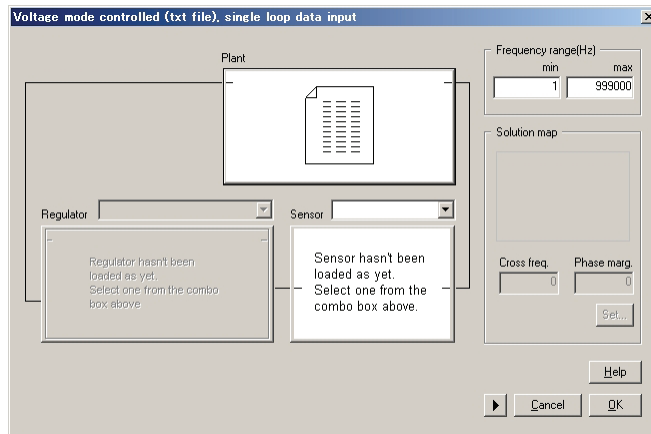 Voltage mode controlled (txt file), single loop data input
Plant
Frequency range(Hz)
min max
1 999000
Solution map
Regulator
Sensor
Regulator hasn't been
loaded as yet.
Select one from the combo
box above
Sensor hasn't been
loaded as yet.
Select one from the
combo box above.
Cross freq. Phase marg.
0 0
Set...
Help
Cancel OK